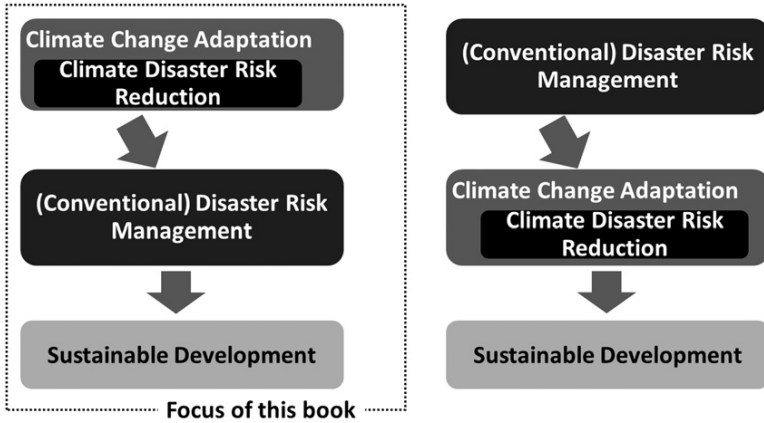 Climate Change Adaptation
Climate Disaster Risk
Reduction
(Conventional) Disaster Risk
Management
Sustainable Development
Focus of this book
(Conventional) Disaster Risk
Management
Climate Change Adaptation
Climate Disaster Risk
Reduction
Sustainable Development